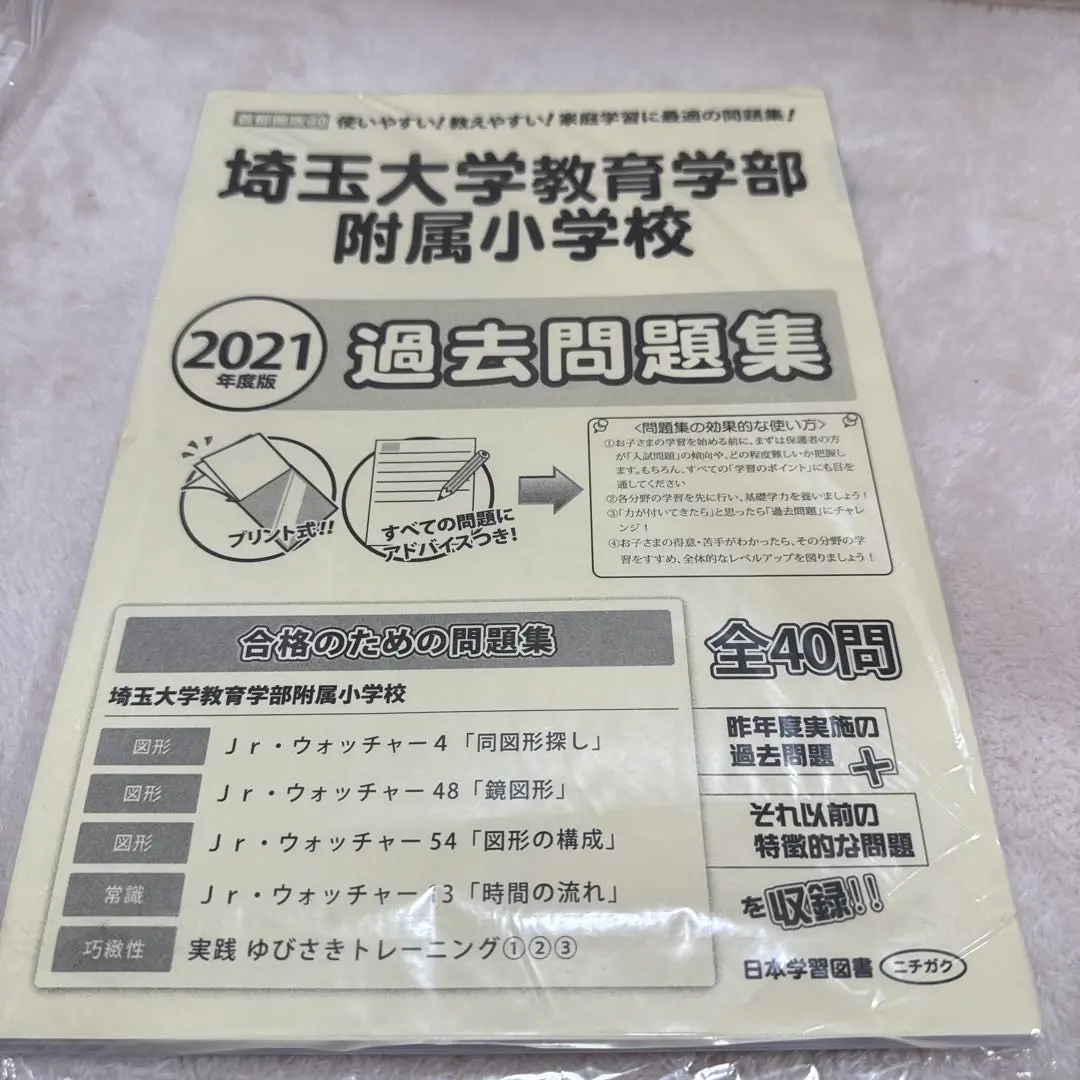 首都圏版⑳ 使いやすい!教えやすい!家庭学習に最適の問題集!
埼玉大学教育学部
附属小学校
2021
年度版
過去問題集
プリント式!!
すべての問題に
アドバイスつき!
<問題集の効果的な使い方>
①お子さまの学習を始める前に、まずは保護者の方
が「入試問題」の傾向や、どの程度難しいか把握し
ます。もちろん、すべての「学習のポイント」にも目を
通してください
②各分野の学習を先に行い、基礎学力を養いましょう!
③「力が付いてきたら」と思ったら「過去問題」にチャレ
ンジ!
④お子さまの得意・苦手がわかったら、その分野の学
習をすすめ、全体的なレベルアップを図りましょう!
合格のための問題集
埼玉大学教育学部附属小学校
図形 Jr・ウォッチャー4「同図形探し」
図形 Jr・ウォッチャー48「鏡図形」
図形 Jr・ウォッチャー54「図形の構成」
常識 Jr・ウォッチャー13「時間の流れ」
巧緻性 実践 ゆびさきトレーニング①②③
全40問
昨年度実施の
過去問題
+
それ以前の
特徴的な問題
を収録!!
日本学習図書 ニチガク